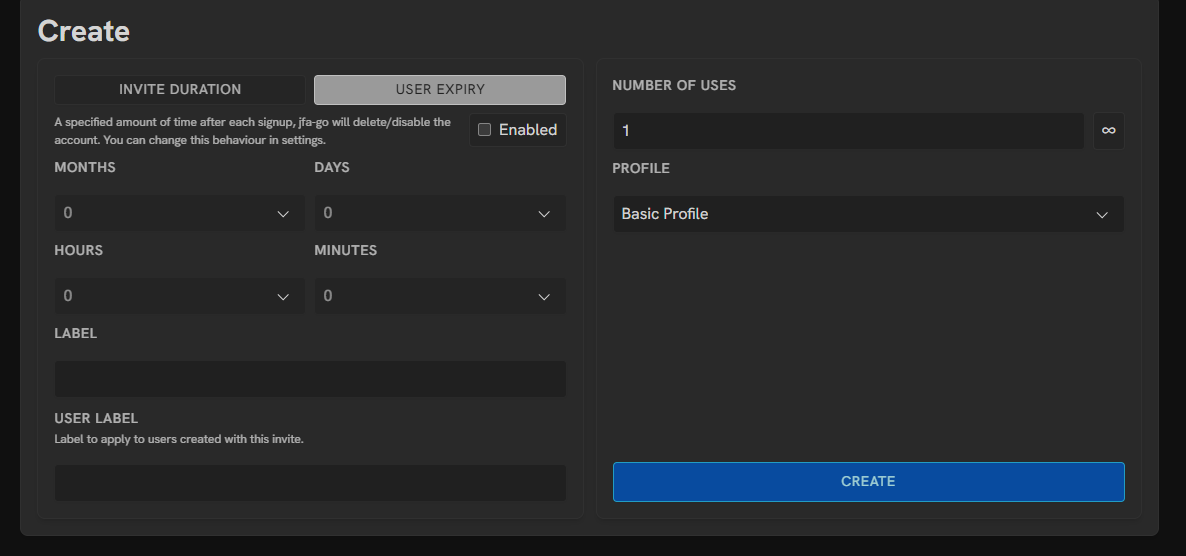 Create
INVITE DURATION
USER EXPIRY
A specified amount of time after each signup, jfa-go will delete/disable the
account. You can change this behaviour in settings.
Enabled
MONTHS
DAYS
0
0
HOURS
MINUTES
0
0
LABEL
USER LABEL
Label to apply to users created with this invite.
NUMBER OF USES
1
∞
PROFILE
Basic Profile
CREATE